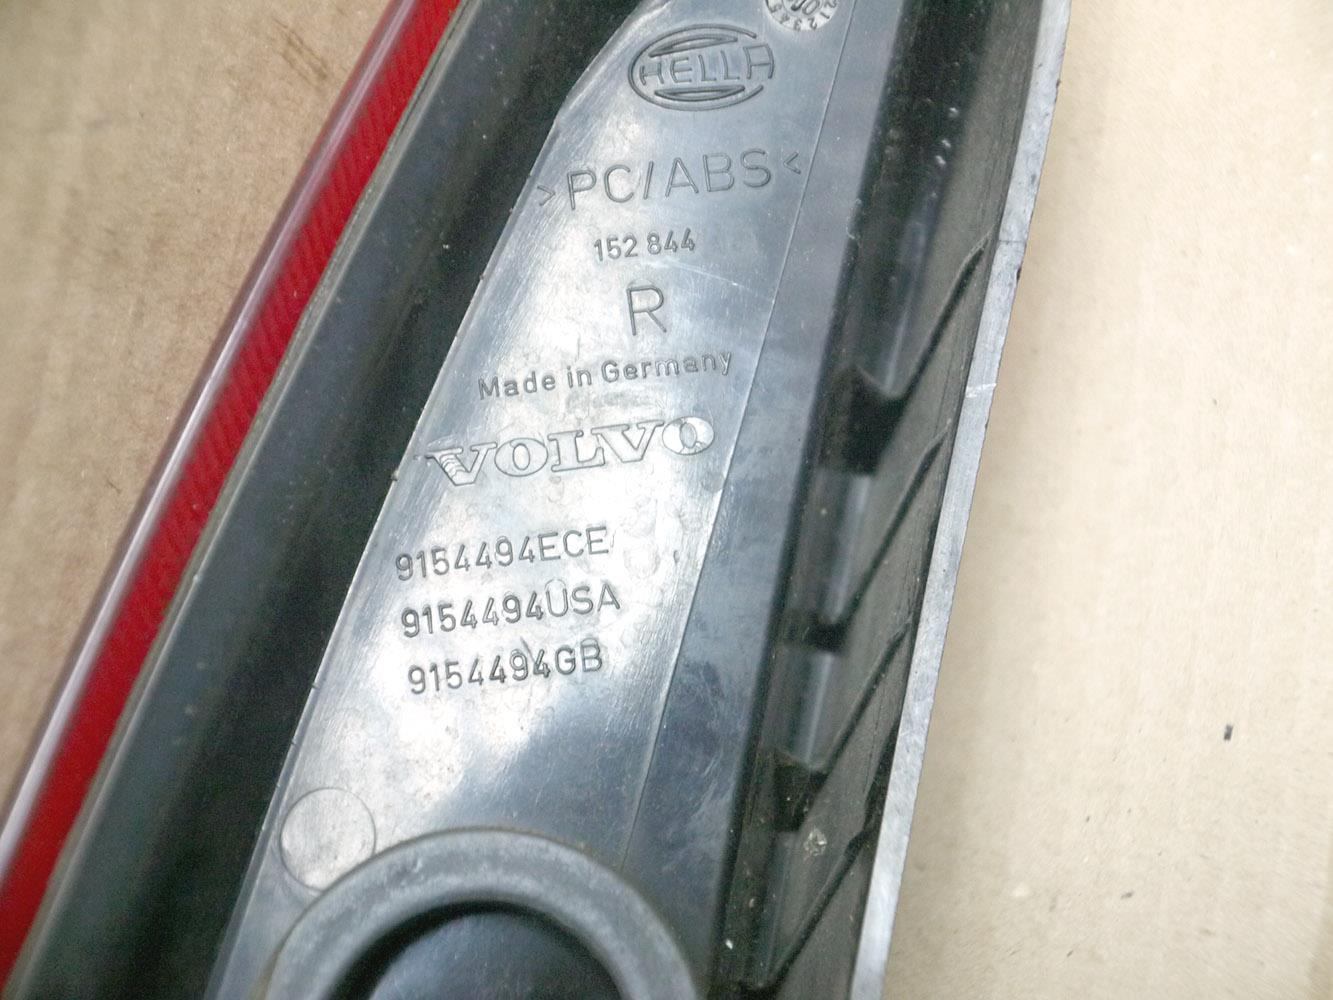 HELLA
>PC/ABS<
152 844
R
Made in Germany
VOLVO
9154494ECE
9154494USA
9154494GB